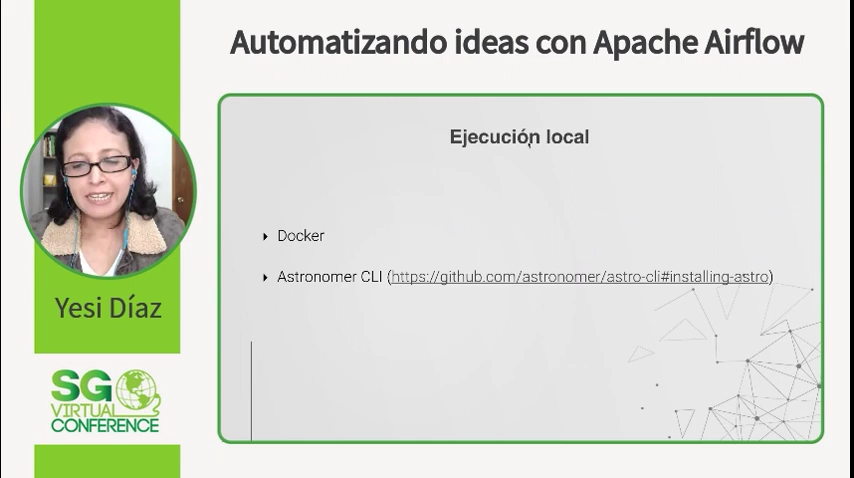 Automatizando ideas con Apache Airflow
Ejecución local
Docker
Astronomer CLI (https://github.com/astronomer/astro-cli#installing-astro)
Yesi Díaz
SG
VIRTUAL
CONFERENCE